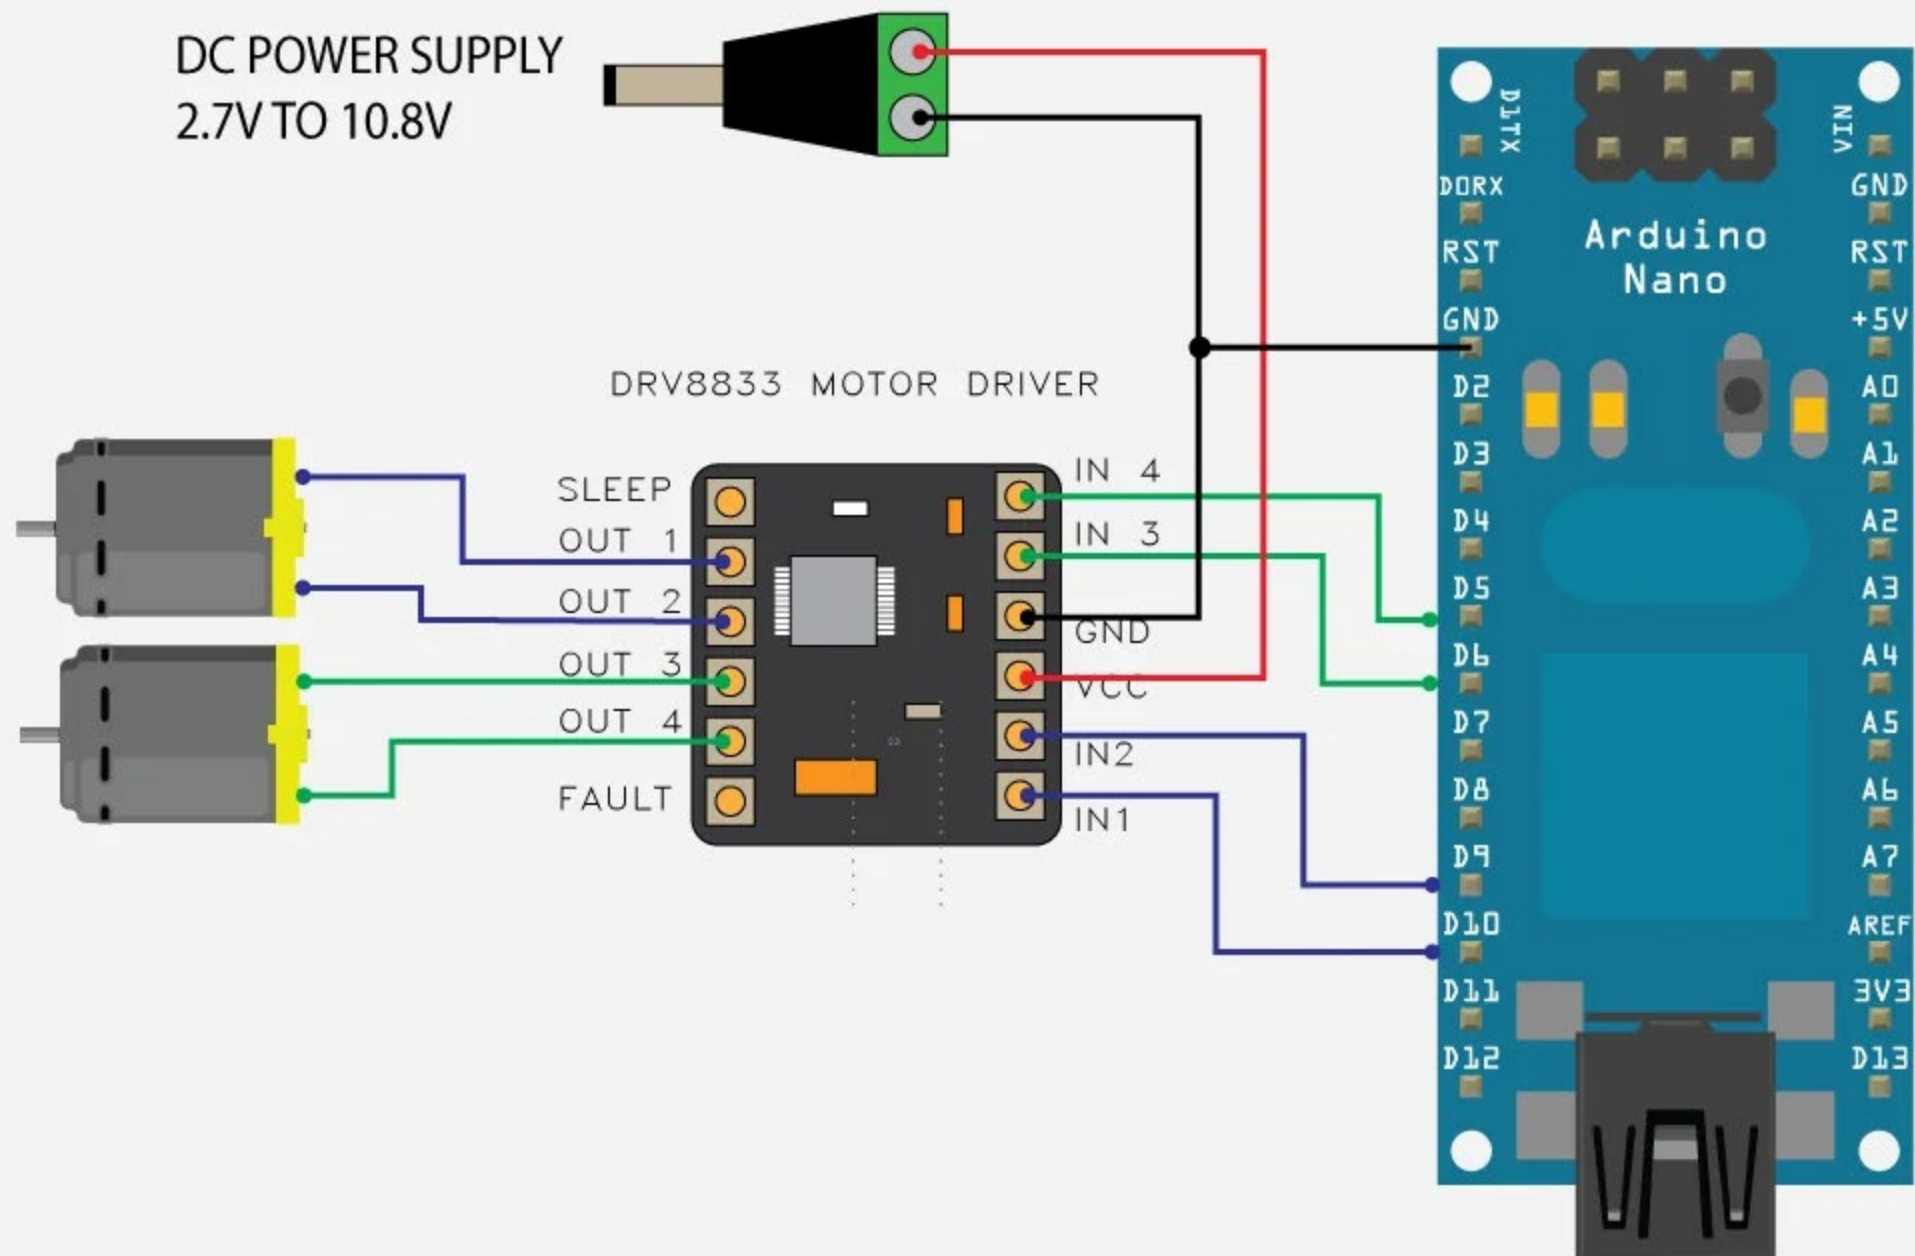 DC POWER SUPPLY
2.7V TO 10.8V
DRV8833 MOTOR DRIVER
SLEEP
OUT 1
OUT 2
OUT 3
OUT 4
FAULT
IN 4
IN 3
GND
VCC
IN2
IN1
Arduino
Nano
D1TX
DORX
RST
GND
D2
D3
D4
D5
D6
D7
D8
D9
D10
D11
D12
VIN
GND
RST
+5V
A0
A1
A2
A3
A4
A5
A6
A7
AREF
3V3
D13